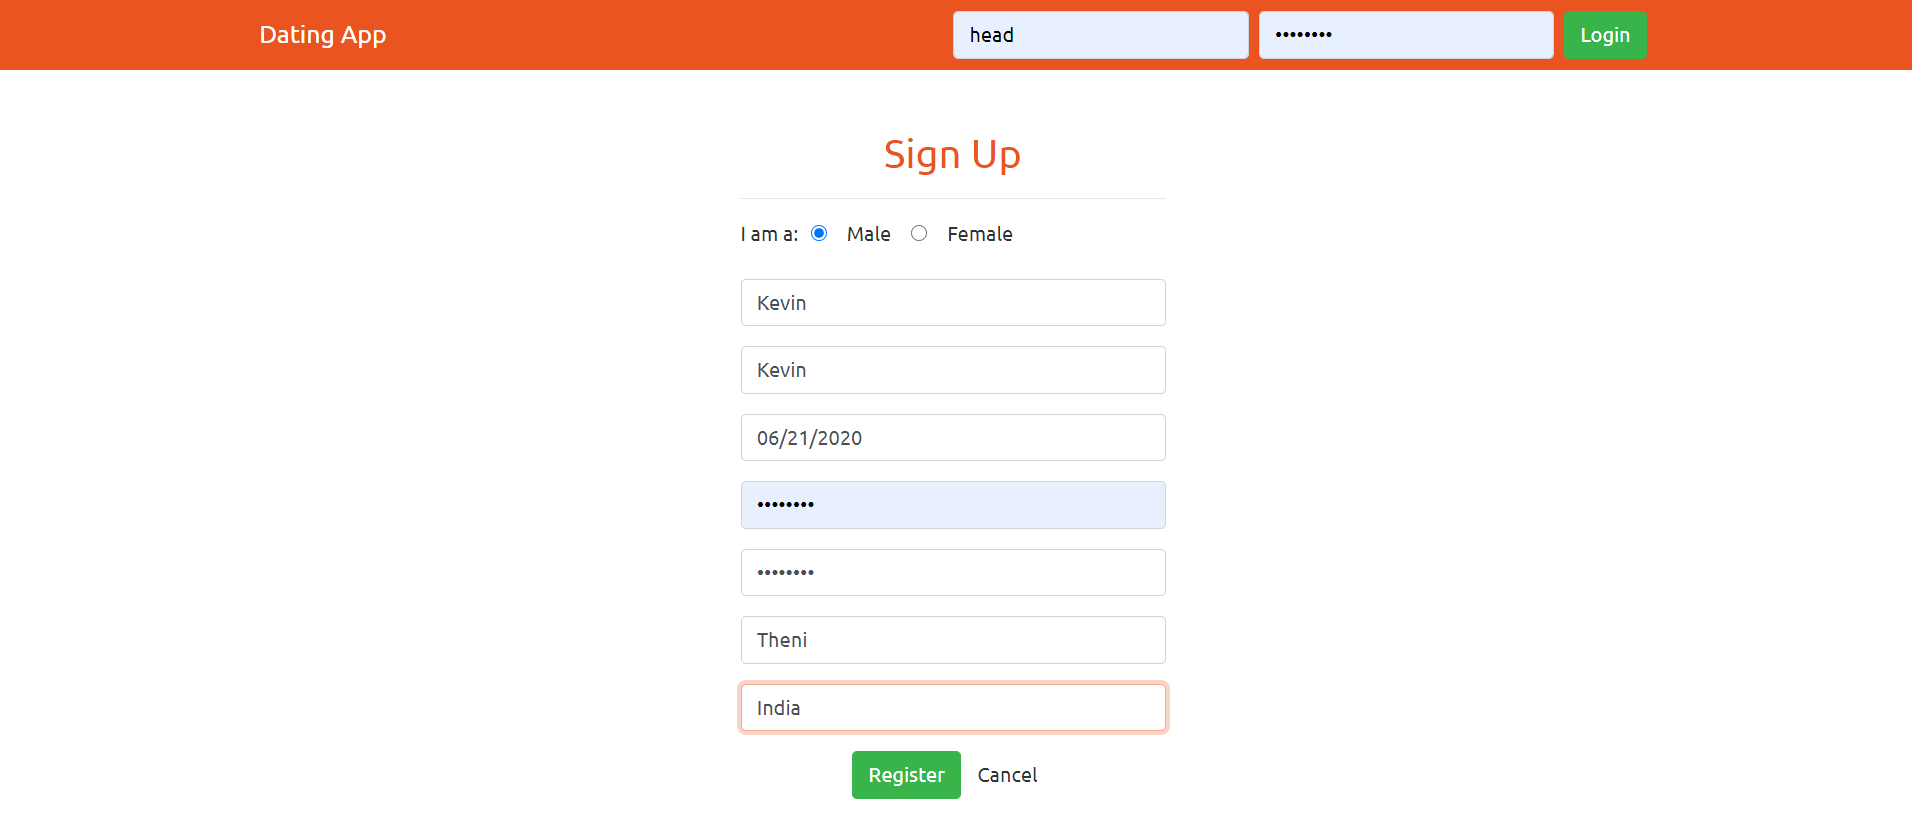 Dating App
head
••••••••
Login
Sign Up
I am a: Male Female
Kevin
Kevin
06/21/2020
••••••••
••••••••
Theni
India
Register Cancel